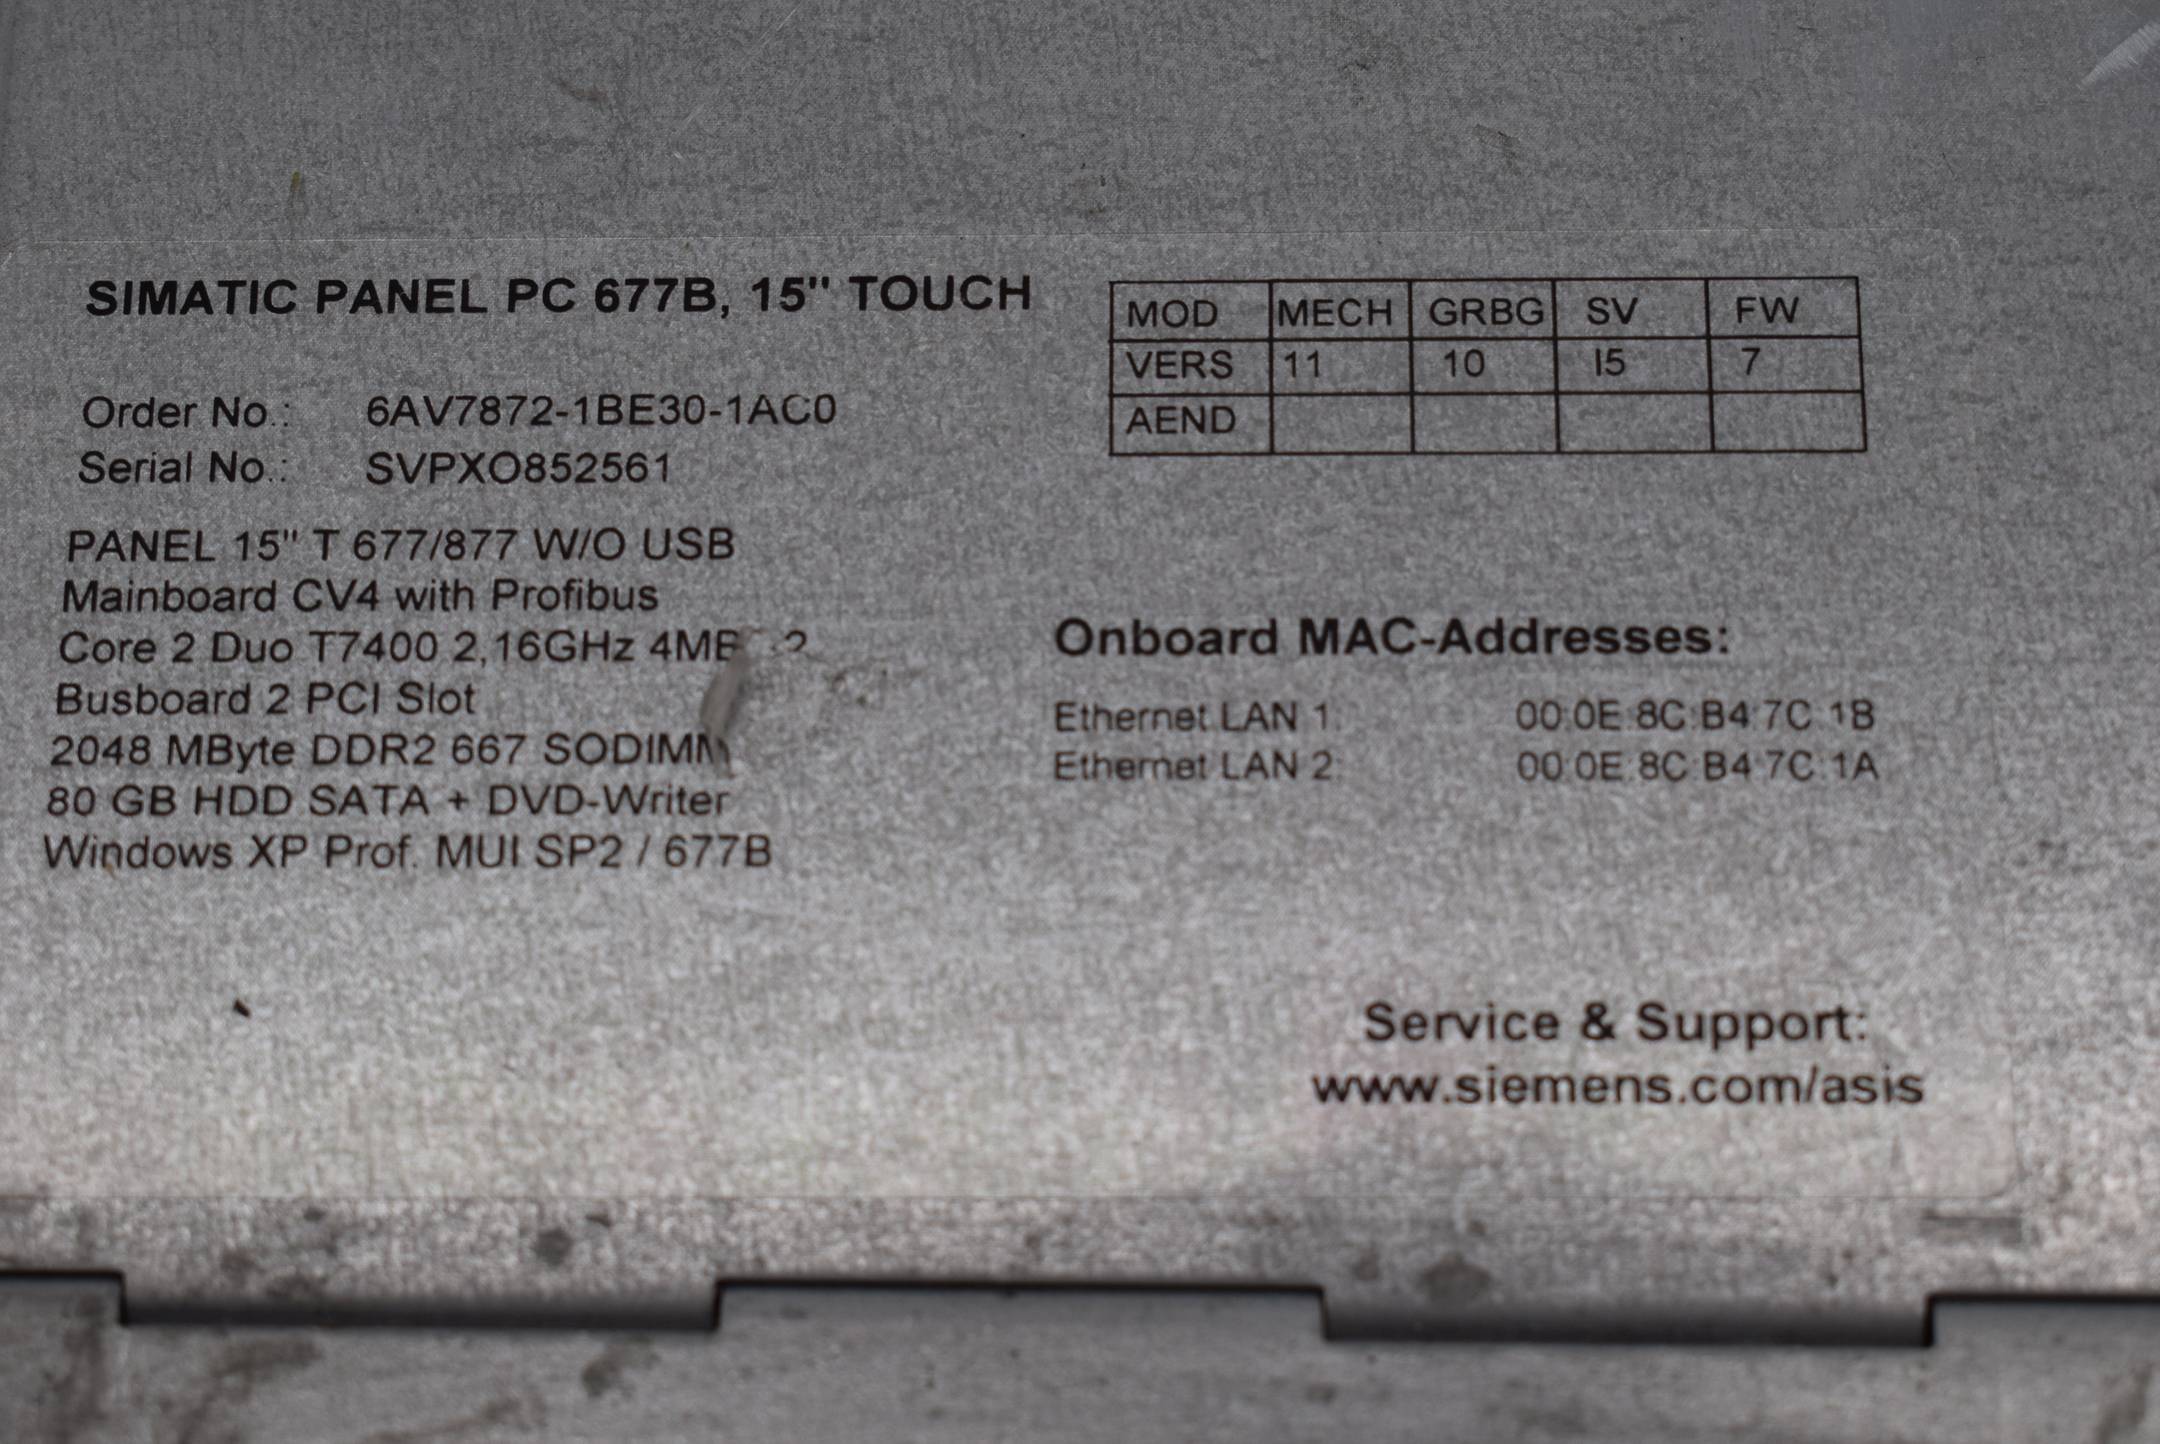 SIMATIC PANEL PC 677B, 15" TOUCH
Order No.: 6AV7872-1BE30-1AC0
Serial No.: SVPXO852561
PANEL 15" T 677/877 W/O USB
Mainboard CV4 with Profibus
Core 2 Duo T7400 2,16GHz
Busboard 2 PCI Slot
2048 MByte DDR2 667
80 GB HDD SATA + DVD-Writer
Windows XP Prof. MUI SP2 / 677B
MOD MECH GRBG SV FW
VERS 11 10 I5 7
AEND
Onboard MAC-Addresses:
Ethernet LAN 1: 00:0E:8C:B4:7C:1B
Ethernet LAN 2: 00:0E:8C:B4:7C:1A
Service & Support:
www.siemens.com/asis